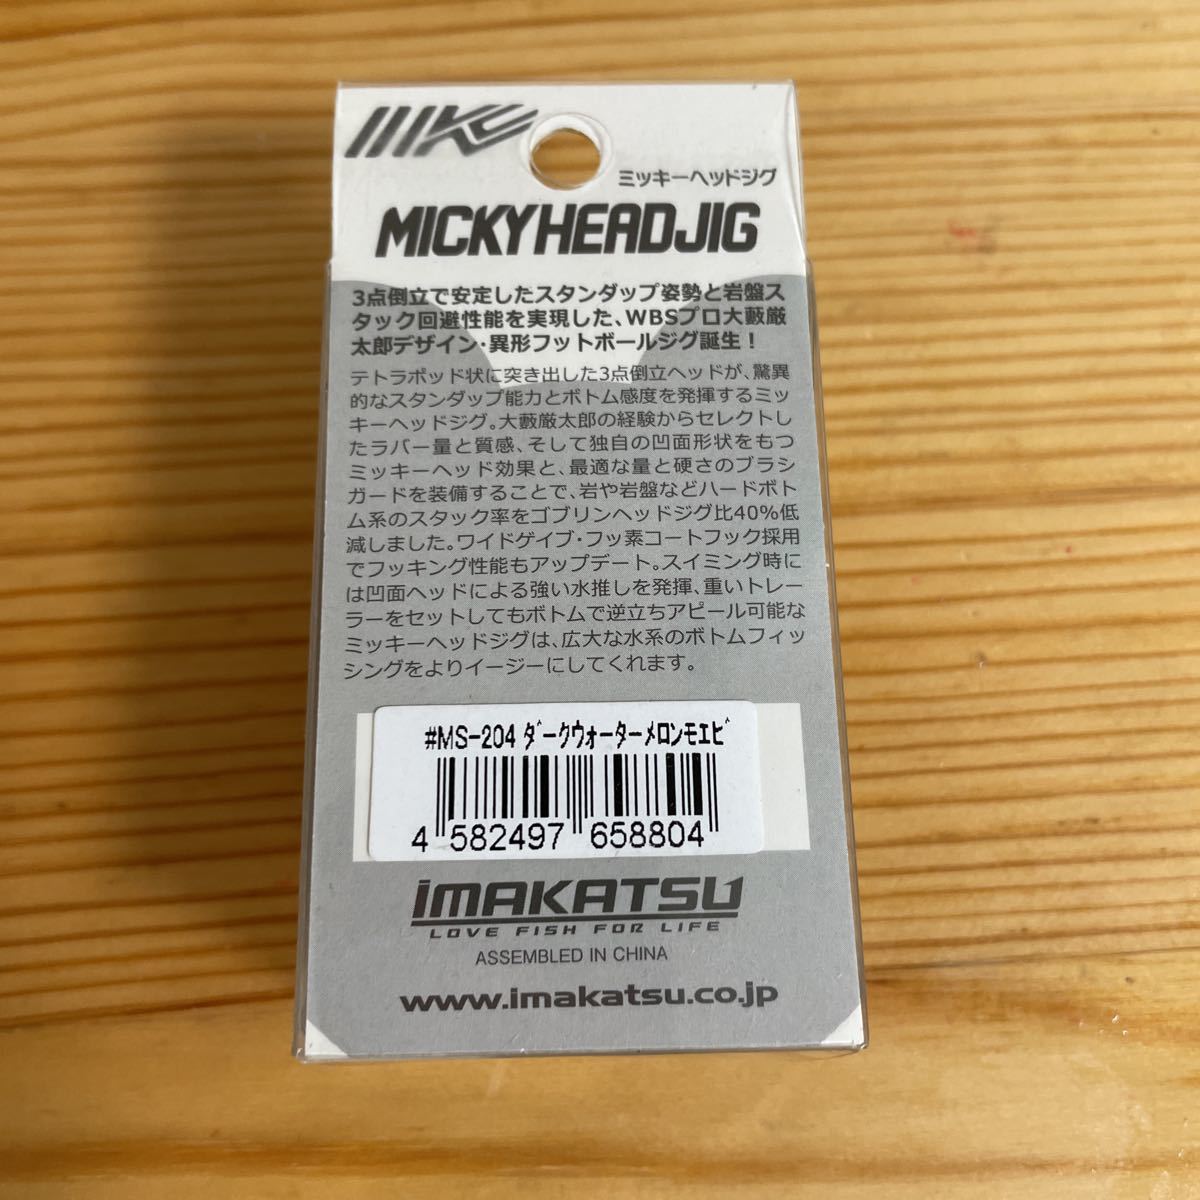 IMKC
ミッキーヘッドジグ
MICKYHEADJIG
3点倒立で安定したスタンダップ姿勢と岩盤ス
タック回避性能を実現した、WBSプロ大藪厳
太郎デザイン・異形フットボールジグ誕生！
テトラポッド状に突き出した3点倒立ヘッドが、驚異
的なスタンダップ能力とボトム感度を発揮するミッ
キーヘッドジグ。大藪厳太郎の経験からセレクトし
たラバー量と質感、そして独自の凹面形状をもつ
ミッキーヘッド効果と、最適な量と硬さのブラシ
ガードを装備することで、岩や岩盤などハードボト
ム系のスタック率をゴブリンヘッドジグ比40%低
減しました。ワイドゲイブ・フッ素コートフック採用
でフッキング性能もアップデート。スイミング時に
は凹面ヘッドによる強い水推しを発揮、重いトレー
ラーをセットしてもボトムで逆立ちアピール可能な
ミッキーヘッドジグは、広大な水系のボトムフィッ
シングをよりイージーにしてくれます。
#MS-204 ﾀﾞｰｸｳｫｰﾀｰﾒﾛﾝﾓｴﾋﾞ
4 582497 658804
iMAKATSU
LOVE FISH FOR LIFE
ASSEMBLED IN CHINA
www.imakatsu.co.jp